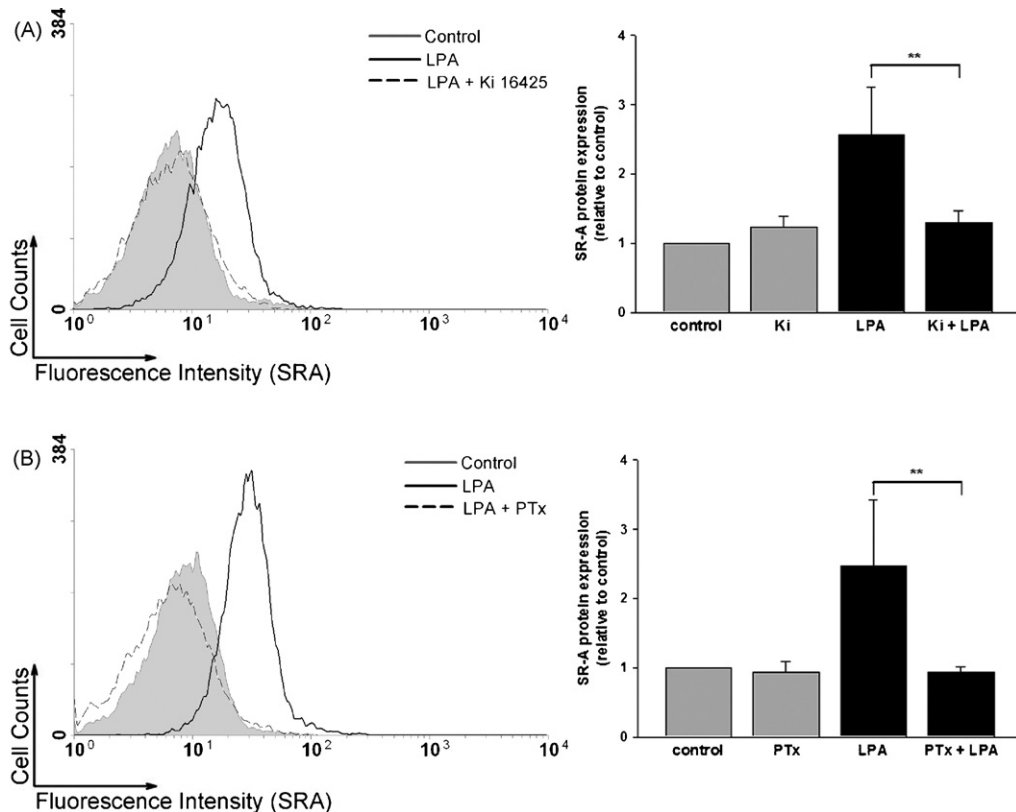 (A)
384
Control
LPA
LPA + Ki 16425
Cell Counts
0
10⁰ 10¹ 10² 10³ 10⁴
Fluorescence Intensity (SRA)
SR-A protein expression
(relative to control)
4
3
2
1
0
**
control Ki LPA Ki + LPA
(B)
384
Control
LPA
LPA + PTx
Cell Counts
0
10⁰ 10¹ 10² 10³ 10⁴
Fluorescence Intensity (SRA)
SR-A protein expression
(relative to control)
4
3
2
1
0
**
control PTx LPA PTx + LPA